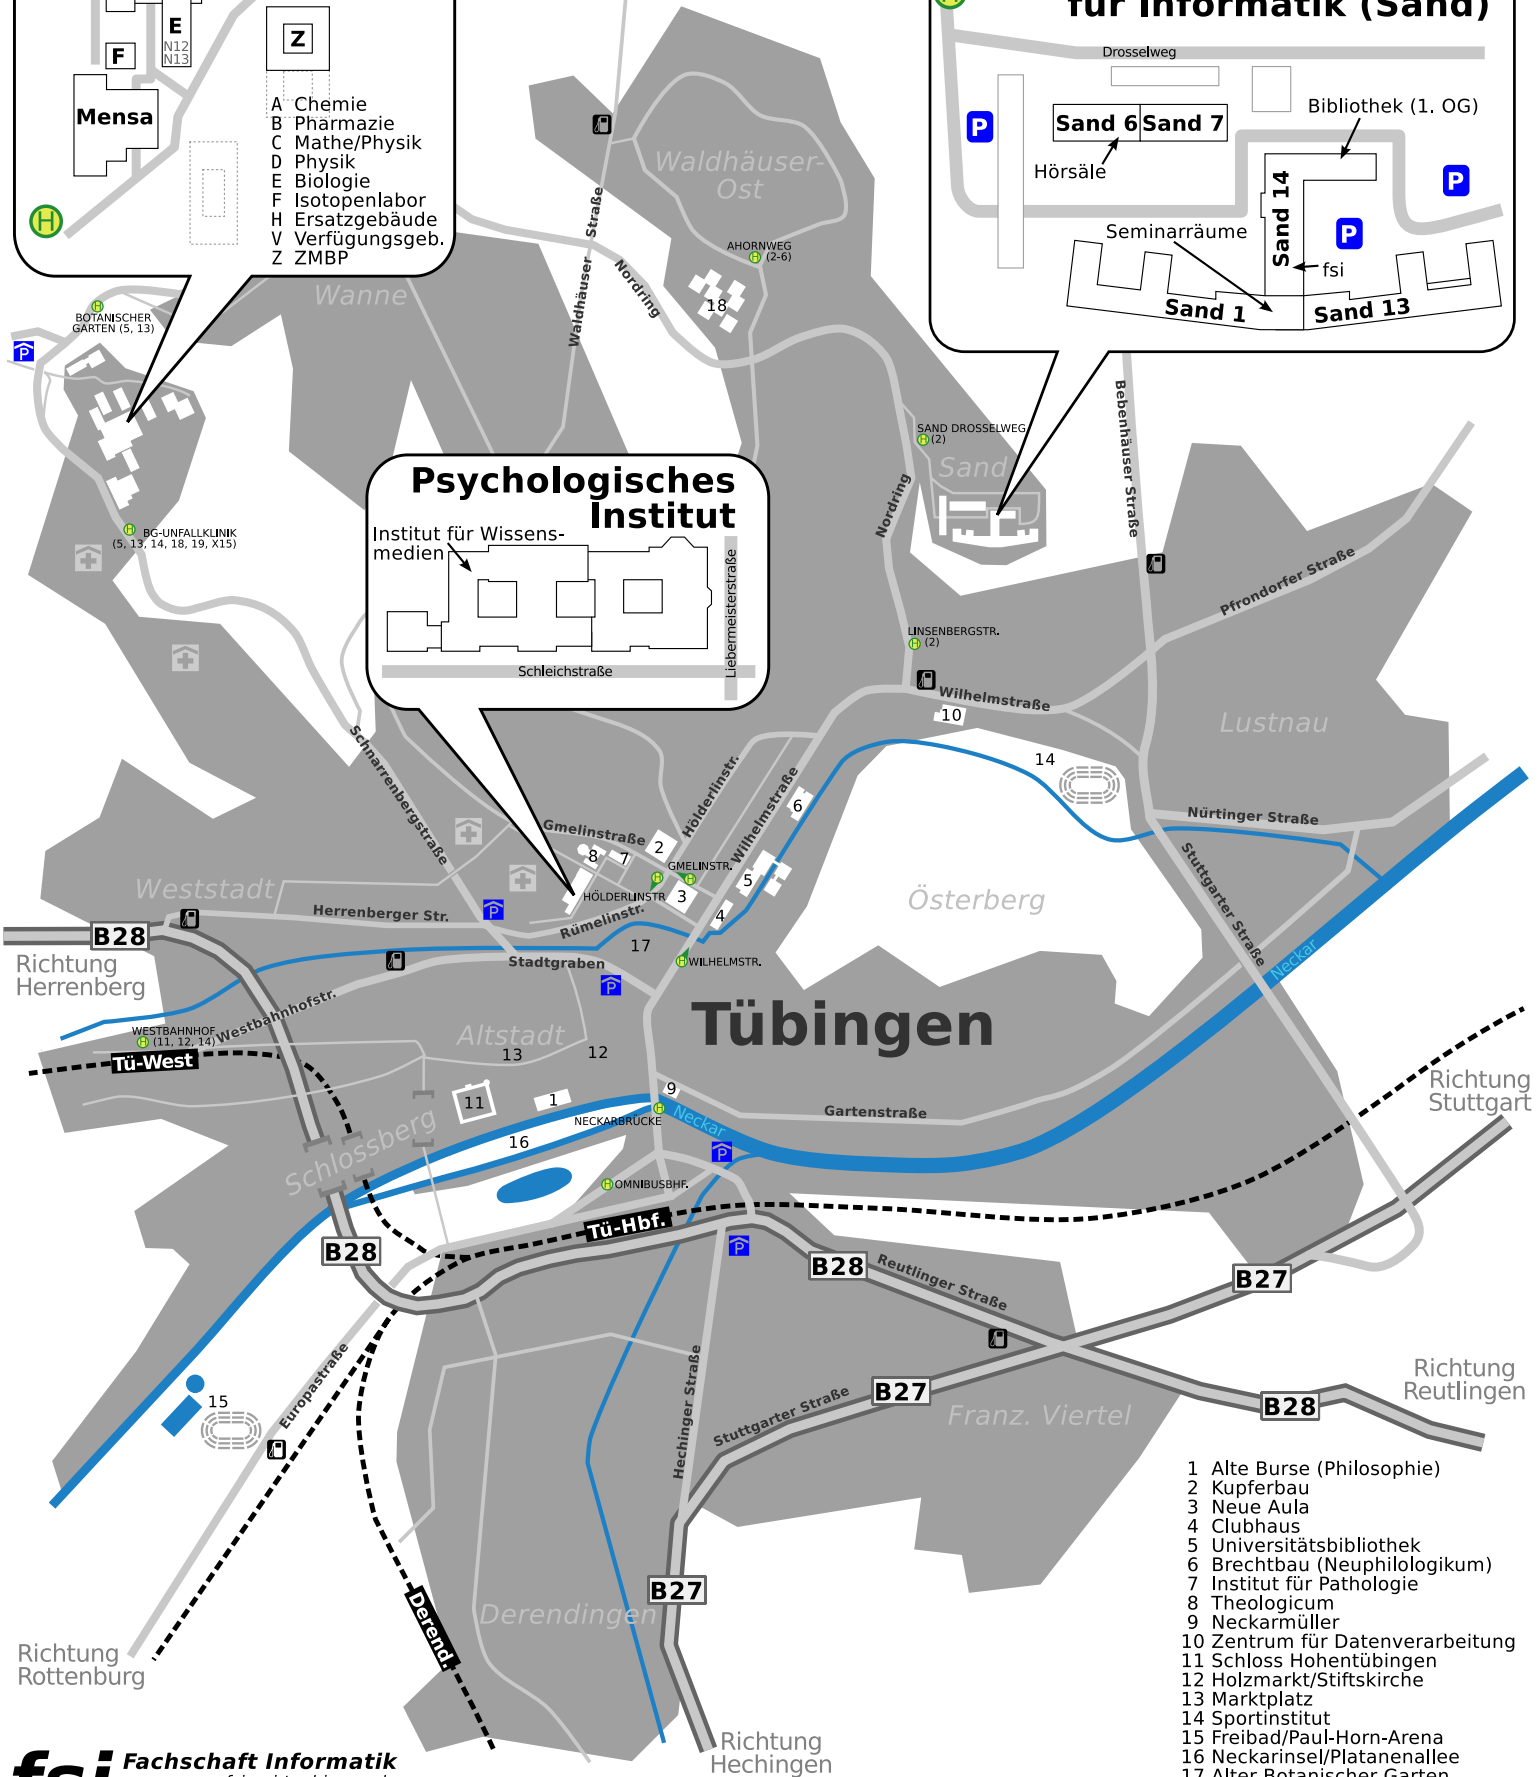 für Informatik (Sand)
E
N12
N13
F
Z
Mensa
H
A Chemie
B Pharmazie
C Mathe/Physik
D Physik
E Biologie
F Isotopenlabor
H Ersatzgebäude
V Verfügungsgeb.
Z ZMBP
Drosselweg
P
Sand 6
Sand 7
Bibliothek (1. OG)
Hörsäle
P
Sand 14
P
Seminarräume
fsi
Sand 1
Sand 13
Waldhäuser-
Ost
Waldhäuser Straße
Nordring
AHORNWEG
(2-6)
18
Wanne
BOTANISCHER
GARTEN (5, 13)
P
Bebenhäuser Straße
SAND DROSSELWEG
(2)
Sand
Nordring
Psychologisches
Institut
Institut für Wissens-
medien
Liebermeisterstraße
Schleichstraße
BG-UNFALLKLINIK
(5, 13, 14, 18, 19, X15)
Pfrondorfer Straße
LINSENBERGSTR.
(2)
Wilhelmstraße
10
Lustnau
14
Schnarrenbergstraße
Hölderlinstr.
Wilhelmstraße
6
Gmelinstraße
2
8
7
GMELINSTR.
5
HÖLDERLINSTR
3
4
Nürtinger Straße
Stuttgarter Straße
Österberg
Weststadt
Herrenberger Str.
P
Rümelinstr.
17
B28
Richtung
Herrenberg
Stadtgraben
WILHELMSTR.
P
Neckar
Westbahnhofstr.
WESTBAHNHOF
(11, 12, 14)
Tü-West
Altstadt
13
12
Tübingen
11
1
9
NECKARBRÜCKE
Neckar
Gartenstraße
Richtung
Stuttgart
16
P
Schlossberg
OMNIBUSBHF.
Tü-Hbf.
B28
P
B28
Reutlinger Straße
B27
Europastraße
15
Hechinger Straße
Stuttgarter Straße
B27
Franz. Viertel
Richtung
Reutlingen
B28
B27
Derendingen
Derend.
Richtung
Rottenburg
Richtung
Hechingen
1 Alte Burse (Philosophie)
2 Kupferbau
3 Neue Aula
4 Clubhaus
5 Universitätsbibliothek
6 Brechtbau (Neuphilologikum)
7 Institut für Pathologie
8 Theologicum
9 Neckarmüller
10 Zentrum für Datenverarbeitung
11 Schloss Hohentübingen
12 Holzmarkt/Stiftskirche
13 Marktplatz
14 Sportinstitut
15 Freibad/Paul-Horn-Arena
16 Neckarinsel/Platanenallee
17 Alter Botanischer Garten
fsi
Fachschaft Informatik